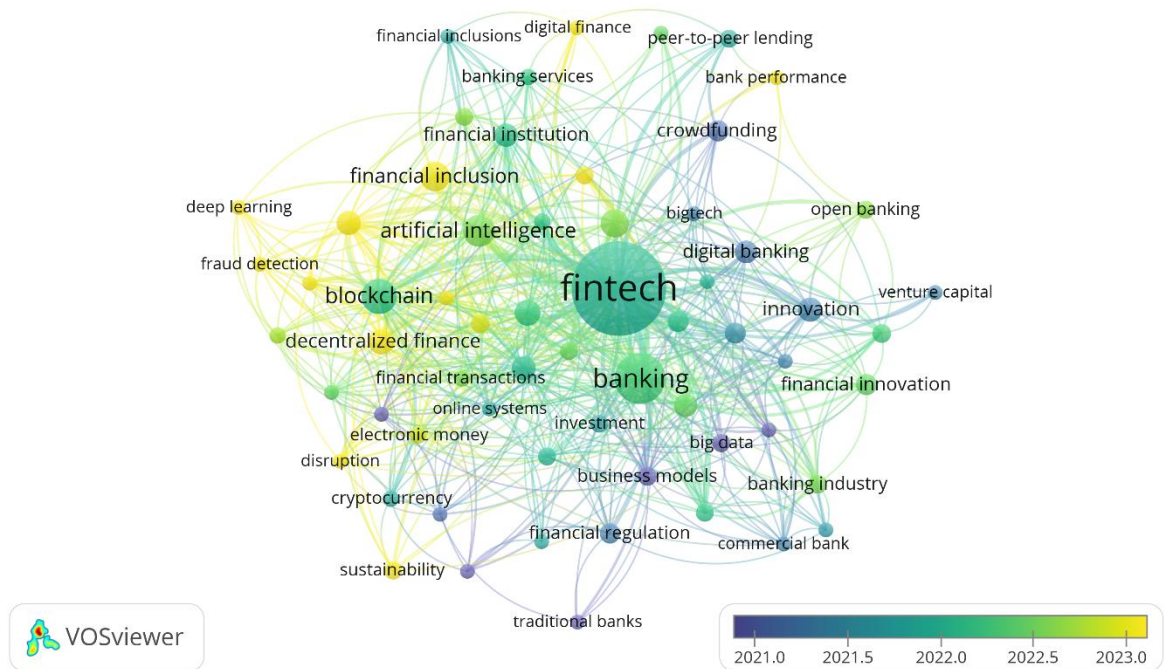 digital finance
financial inclusions
peer-to-peer lending
banking services
bank performance
financial institution
crowdfunding
financial inclusion
deep learning
bigtech
open banking
artificial intelligence
digital banking
fraud detection
fintech
blockchain
venture capital
innovation
decentralized finance
financial transactions
banking
financial innovation
online systems
investment
electronic money
big data
disruption
business models
banking industry
cryptocurrency
financial regulation
commercial bank
sustainability
traditional banks
VOSviewer
2021.0 2021.5 2022.0 2022.5 2023.0